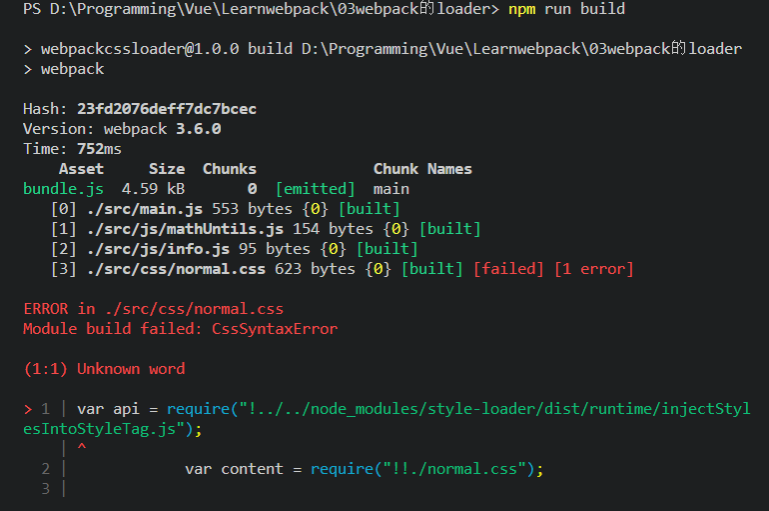 PS D:\Programming\Vue\Learnwebpack\03webpack的loader> npm run build
> webpackcssloader@1.0.0 build D:\Programming\Vue\Learnwebpack\03webpack的loader
> webpack
Hash: 23fd2076deff7dc7bcec
Version: webpack 3.6.0
Time: 752ms
Asset Size Chunks Chunk Names
bundle.js 4.59 kB 0 [emitted] main
[0] ./src/main.js 553 bytes {0} [built]
[1] ./src/js/mathUntils.js 154 bytes {0} [built]
[2] ./src/js/info.js 95 bytes {0} [built]
[3] ./src/css/normal.css 623 bytes {0} [built] [failed] [1 error]
ERROR in ./src/css/normal.css
Module build failed: CssSyntaxError
(1:1) Unknown word
> 1 | var api = require("!../../node_modules/style-loader/dist/runtime/injectStyl
esIntoStyleTag.js");
| ^
2 | var content = require("!!./normal.css");
3 |